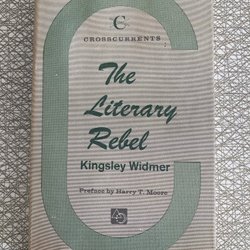 C
CROSSCURRENTS
The
Literary
Rebel
Kingsley Widmer
Preface by Harry T. Moore